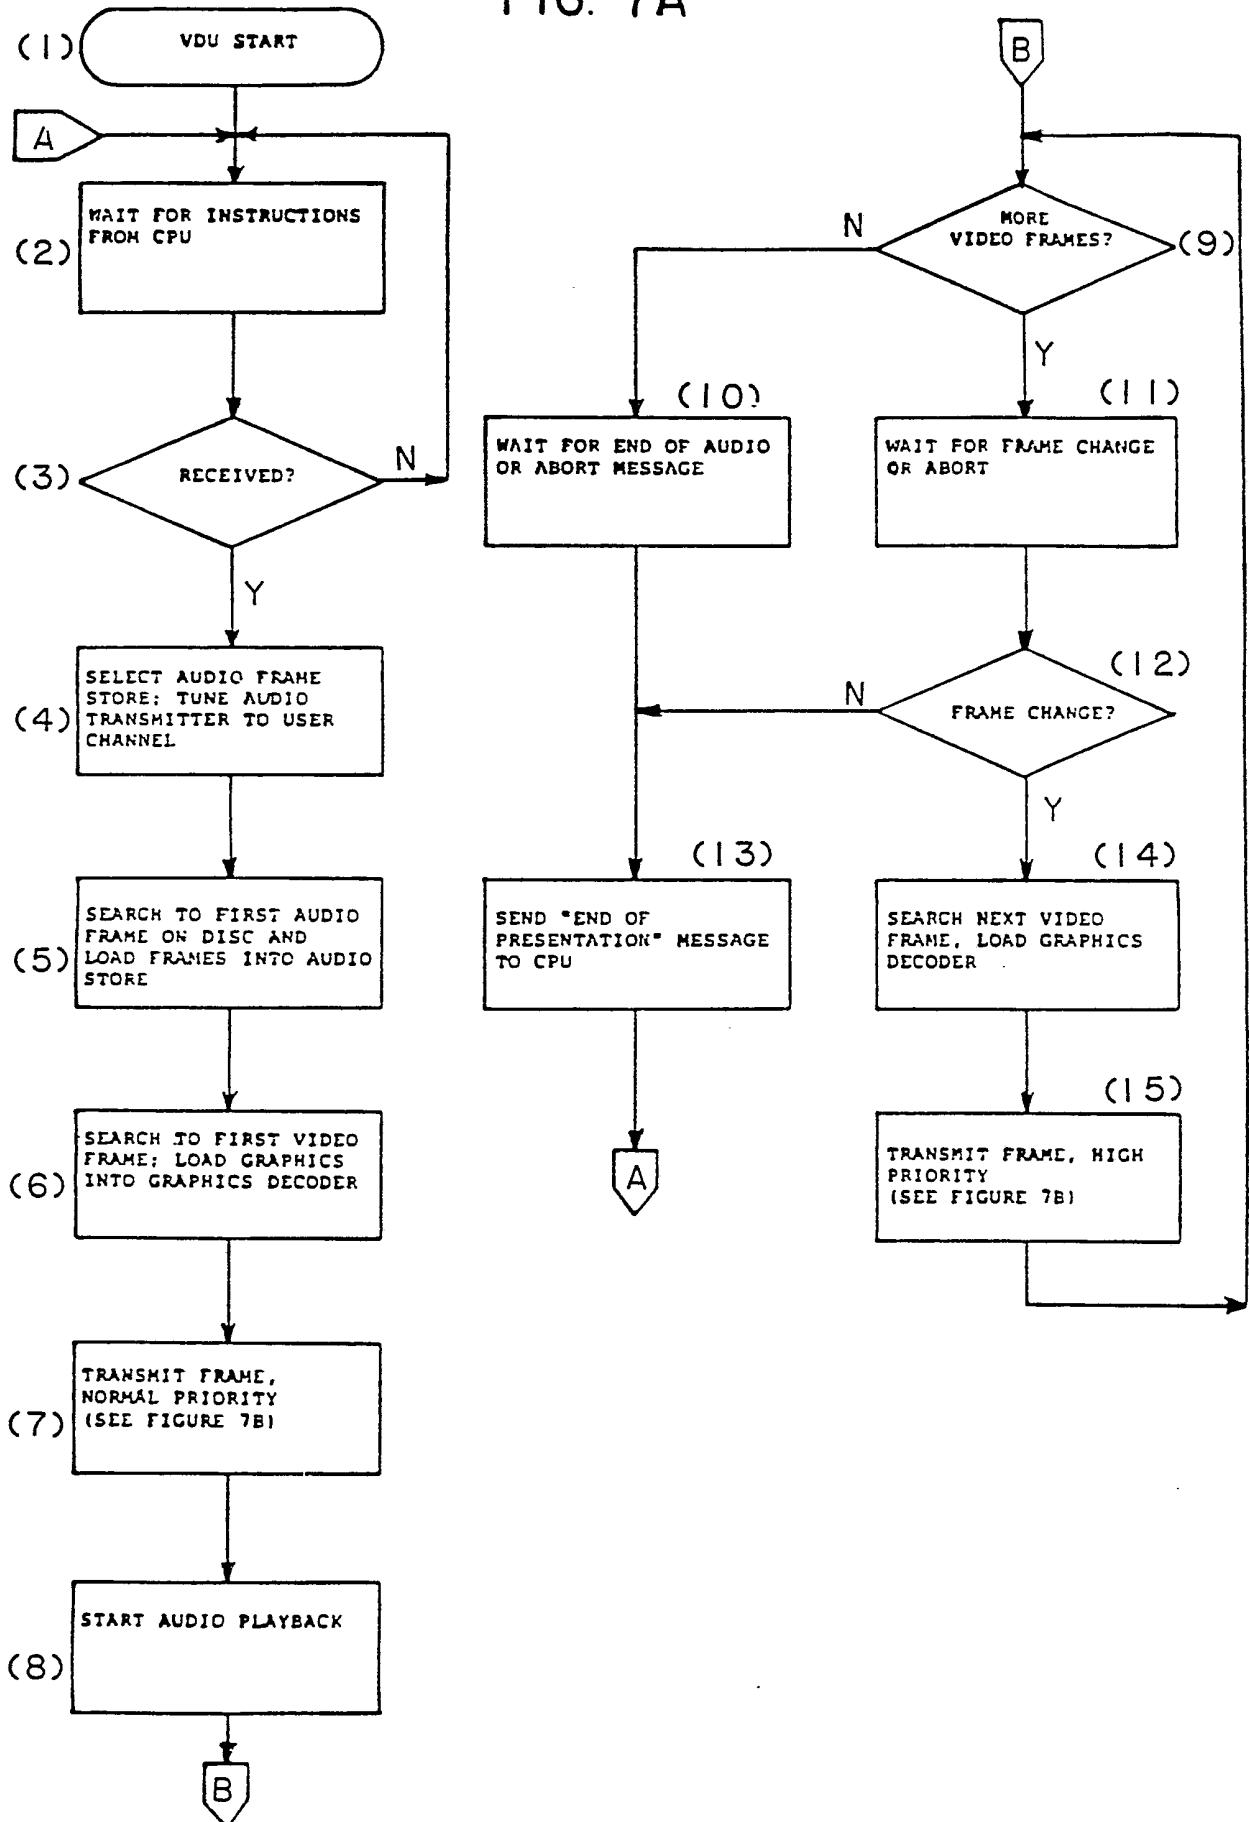 FIG. 7A
(1)
VDU START
A
(2)
WAIT FOR INSTRUCTIONS
FROM CPU
(3)
RECEIVED?
N
Y
(4)
SELECT AUDIO FRAME
STORE; TUNE AUDIO
TRANSMITTER TO USER
CHANNEL
(5)
SEARCH TO FIRST AUDIO
FRAME ON DISC AND
LOAD FRAMES INTO AUDIO
STORE
(6)
SEARCH TO FIRST VIDEO
FRAME; LOAD GRAPHICS
INTO GRAPHICS DECODER
(7)
TRANSMIT FRAME,
NORMAL PRIORITY
(SEE FIGURE 7B)
(8)
START AUDIO PLAYBACK
B
B
MORE
VIDEO FRAMES?
(9)
N
Y
(10)
WAIT FOR END OF AUDIO
OR ABORT MESSAGE
(11)
WAIT FOR FRAME CHANGE
OR ABORT
(12)
FRAME CHANGE?
N
Y
(13)
SEND "END OF
PRESENTATION" MESSAGE
TO CPU
A
(14)
SEARCH NEXT VIDEO
FRAME, LOAD GRAPHICS
DECODER
(15)
TRANSMIT FRAME, HIGH
PRIORITY
(SEE FIGURE 7B)